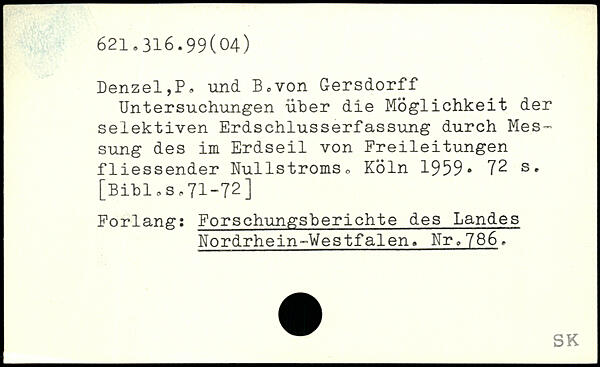 621.316.99(04)
Denzel,P. und B.von Gersdorff
Untersuchungen über die Möglichkeit der
selektiven Erdschlusserfassung durch Mes-
sung des im Erdseil von Freileitungen
fliessender Nullstroms. Köln 1959. 72 s.
[Bibl.s.71-72]
Forlang: Forschungsberichte des Landes
Nordrhein-Westfalen. Nr.786.
SK